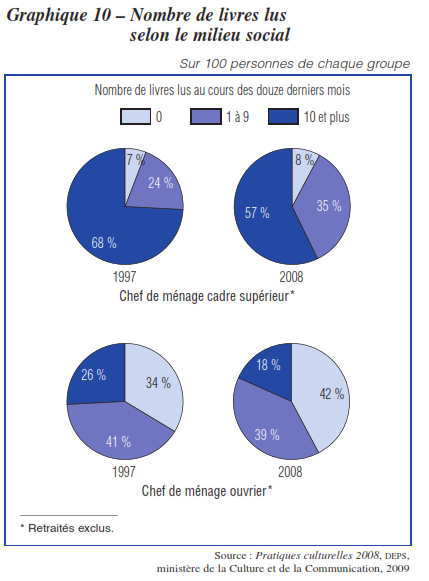 Graphique 10 – Nombre de livres lus
selon le milieu social
Sur 100 personnes de chaque groupe
Nombre de livres lus au cours des douze derniers mois
0 1 à 9 10 et plus
7 % 8 %
24 % 35 %
68 % 57 %
1997 2008
Chef de ménage cadre supérieur*
26 % 34 % 18 % 42 %
41 % 39 %
1997 2008
Chef de ménage ouvrier*
* Retraités exclus.
Source : Pratiques culturelles 2008, DEPS,
ministère de la Culture et de la Communication, 2009